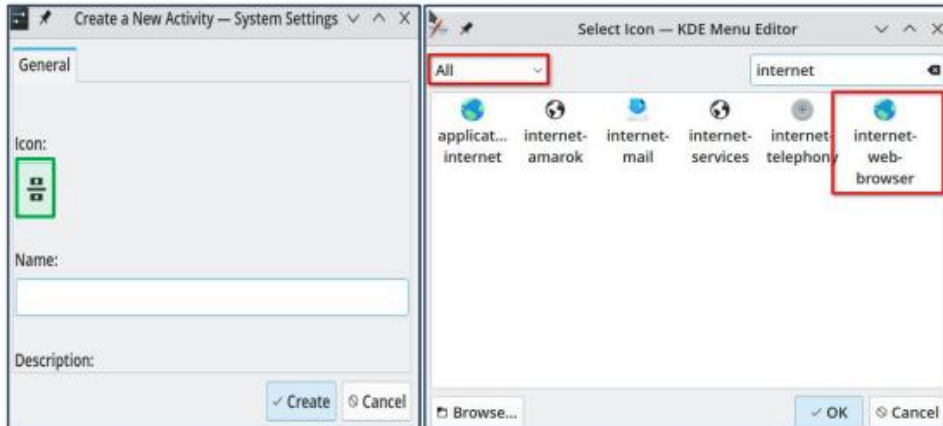 Create a New Activity — System Settings
General
Icon:
Name:
Description:
Create
Cancel
Select Icon — KDE Menu Editor
All
internet
applicat...
internet
internet-
amarok
internet-
mail
internet-
services
internet-
telephony
internet-
web-
browser
Browse...
OK
Cancel